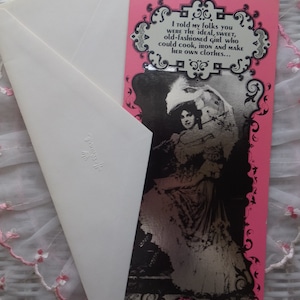 I told my folks you
were the ideal, sweet,
old-fashioned girl who
could cook, iron and make
her own clothes...